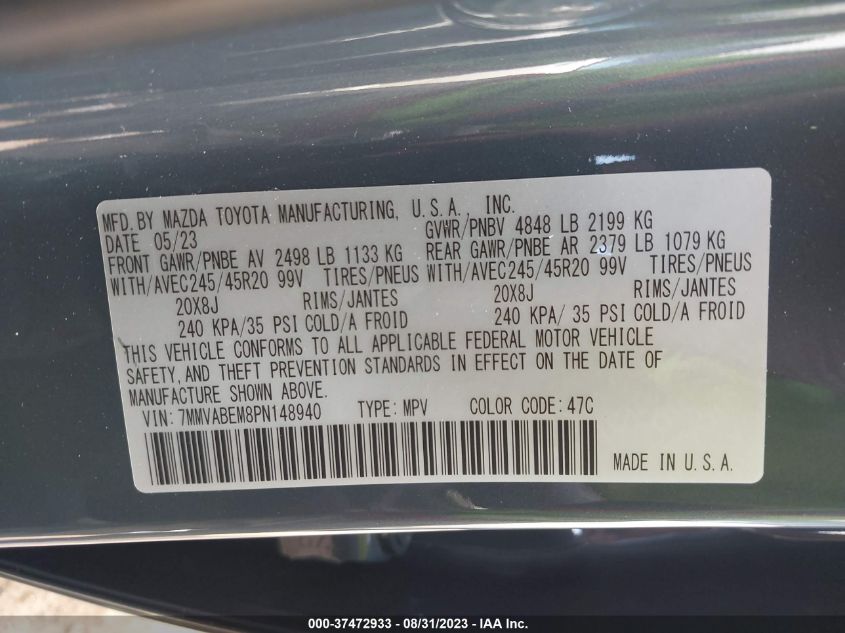 MFD. BY MAZDA TOYOTA MANUFACTURING, U.S.A. INC.
DATE 05/23 GVWR/PNBV 4848 LB 2199 KG
FRONT GAWR/PNBE AV 2498 LB 1133 KG REAR GAWR/PNBE AR 2379 LB 1079 KG
WITH/AVEC245/45R20 99V TIRES/PNEUS WITH/AVEC245/45R20 99V TIRES/PNEUS
20X8J RIMS/JANTES 20X8J RIMS/JANTES
240 KPA/35 PSI COLD/A FROID 240 KPA/ 35 PSI COLD/A FROID
THIS VEHICLE CONFORMS TO ALL APPLICABLE FEDERAL MOTOR VEHICLE
SAFETY, AND THEFT PREVENTION STANDARDS IN EFFECT ON THE DATE OF
MANUFACTURE SHOWN ABOVE.
VIN: 7MMVABEM8PN148940 TYPE: MPV COLOR CODE: 47C
MADE IN U.S.A.
000-37472933 - 08/31/2023 - IAA Inc.